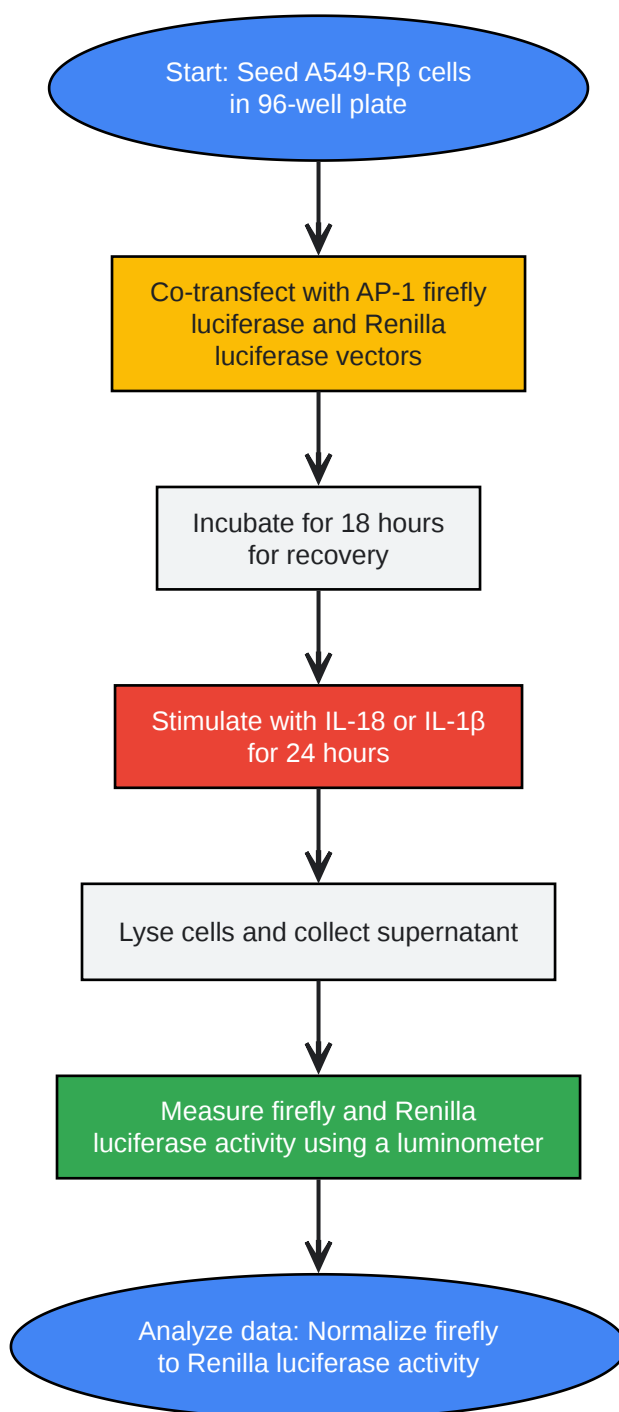 Start: Seed A549-Rβ cells
in 96-well plate
Co-transfect with AP-1 firefly
luciferase and Renilla
luciferase vectors
Incubate for 18 hours
for recovery
Stimulate with IL-18 or IL-1β
for 24 hours
Lyse cells and collect supernatant
Measure firefly and Renilla
luciferase activity using a luminometer
Analyze data: Normalize firefly
to Renilla luciferase activity